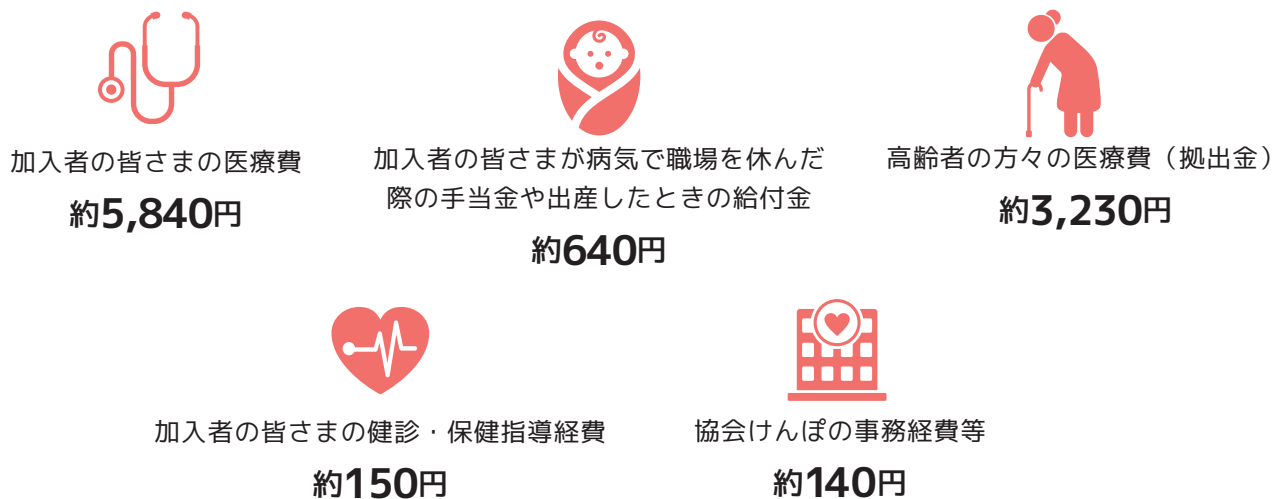 加入者の皆さまの医療費
約5,840円
加入者の皆さまが病気で職場を休んだ
際の手当金や出産したときの給付金
約640円
高齢者の方々の医療費（拠出金）
約3,230円
加入者の皆さまの健診・保健指導経費
約150円
協会けんぽの事務経費等
約140円